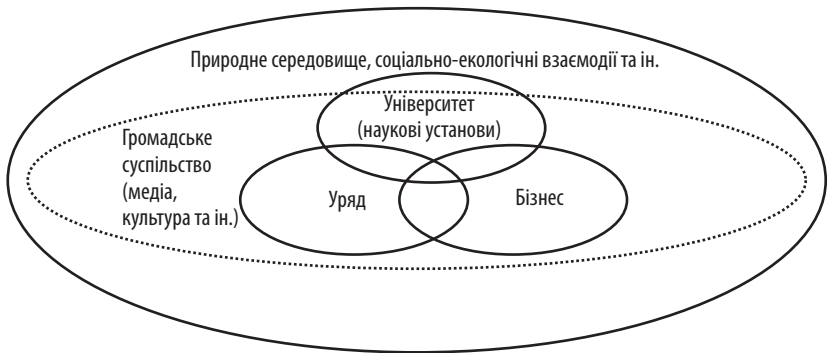 Природне середовище, соціально-екологічні взаємодії та ін.
Університет
(наукові установи)
Громадське
суспільство
(медіа,
культура та ін.)
Уряд
Бізнес